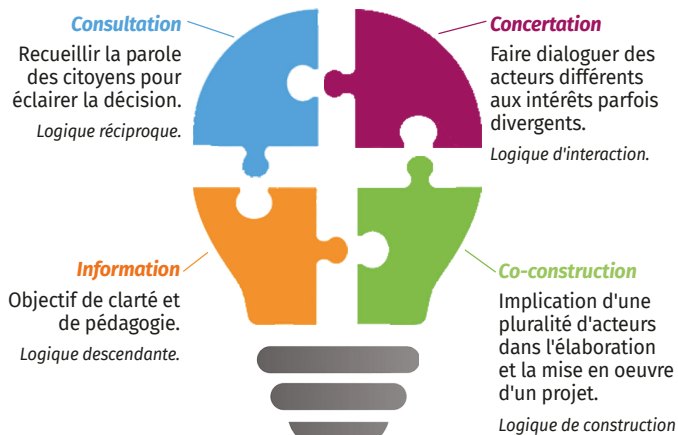 Consultation
Recueillir la parole
des citoyens pour
éclairer la décision.
Logique réciproque.
Concertation
Faire dialoguer des
acteurs différents
aux intérêts parfois
divergents.
Logique d'interaction.
Information
Objectif de clarté et
de pédagogie.
Logique descendante.
Co-construction
Implication d'une
pluralité d'acteurs
dans l'élaboration
et la mise en oeuvre
d'un projet.
Logique de construction